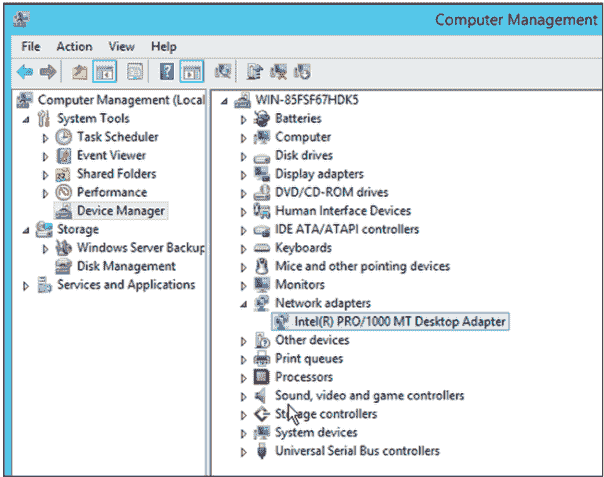 Computer Management
File Action View Help
Computer Management (Local
System Tools
Task Scheduler
Event Viewer
Shared Folders
Performance
Device Manager
Storage
Windows Server Backup
Disk Management
Services and Applications
WIN-85FSF67HDK5
Batteries
Computer
Disk drives
Display adapters
DVD/CD-ROM drives
Human Interface Devices
IDE ATA/ATAPI controllers
Keyboards
Mice and other pointing devices
Monitors
Network adapters
Intel(R) PRO/1000 MT Desktop Adapter
Other devices
Print queues
Processors
Sound, video and game controllers
Storage controllers
System devices
Universal Serial Bus controllers